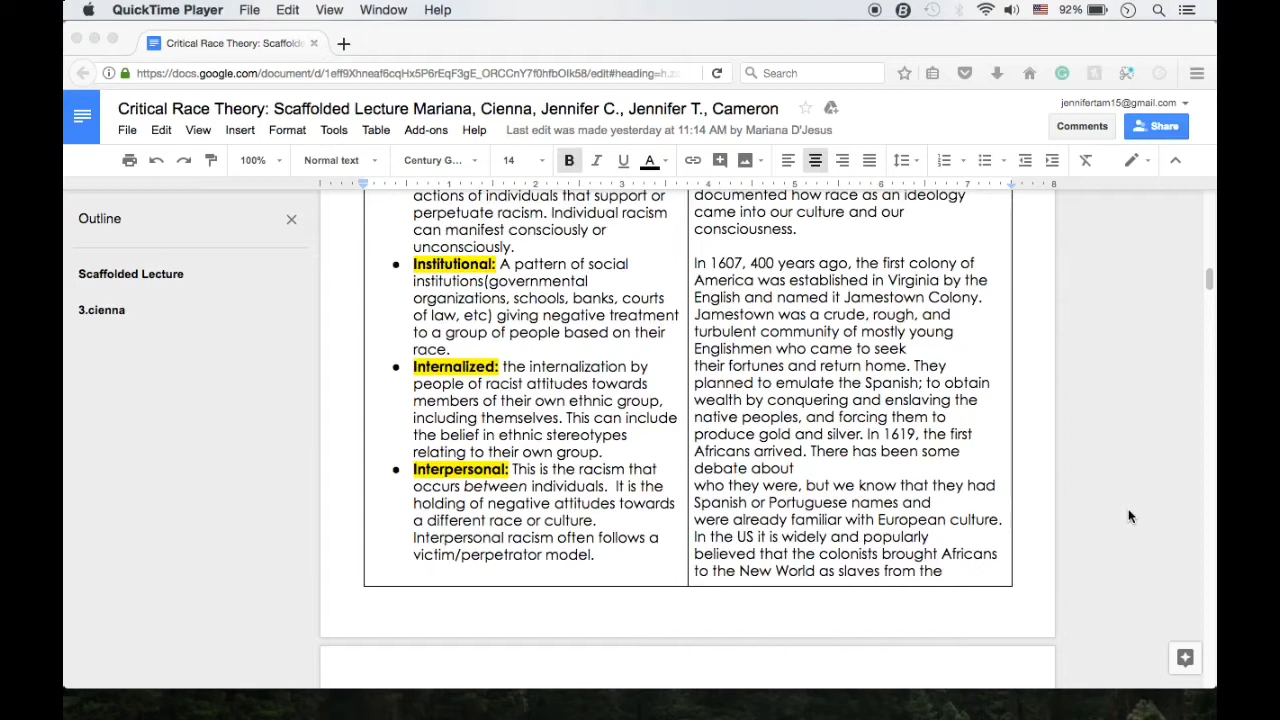 QuickTime Player File Edit View Window Help 92%
Critical Race Theory: Scaffolde
https://docs.google.com/document/d/1eff9Xhneaf6cqHx5P6rEqF3gE_ORCCnY7f0hfbOlk58/edit#heading=h.z Search
Critical Race Theory: Scaffolded Lecture Mariana, Cienna, Jennifer C., Jennifer T., Cameron
jennifertam15@gmail.com
File Edit View Insert Format Tools Table Add-ons Help Last edit was made yesterday at 11:14 AM by Mariana D'Jesus
Comments Share
100% Normal text Century G... 14 B I U A
1 2 3 4 5 6 7 8
Outline
Scaffolded Lecture
3.cienna
actions of individuals that support or
perpetuate racism. Individual racism
can manifest consciously or
unconsciously.
Institutional: A pattern of social
institutions(governmental
organizations, schools, banks, courts
of law, etc) giving negative treatment
to a group of people based on their
race.
Internalized: the internalization by
people of racist attitudes towards
members of their own ethnic group,
including themselves. This can include
the belief in ethnic stereotypes
relating to their own group.
Interpersonal: This is the racism that
occurs between individuals. It is the
holding of negative attitudes towards
a different race or culture.
Interpersonal racism often follows a
victim/perpetrator model.
documented how race as an ideology
came into our culture and our
consciousness.
In 1607, 400 years ago, the first colony of
America was established in Virginia by the
English and named it Jamestown Colony.
Jamestown was a crude, rough, and
turbulent community of mostly young
Englishmen who came to seek
their fortunes and return home. They
planned to emulate the Spanish; to obtain
wealth by conquering and enslaving the
native peoples, and forcing them to
produce gold and silver. In 1619, the first
Africans arrived. There has been some
debate about
who they were, but we know that they had
Spanish or Portuguese names and
were already familiar with European culture.
In the US it is widely and popularly
believed that the colonists brought Africans
to the New World as slaves from the